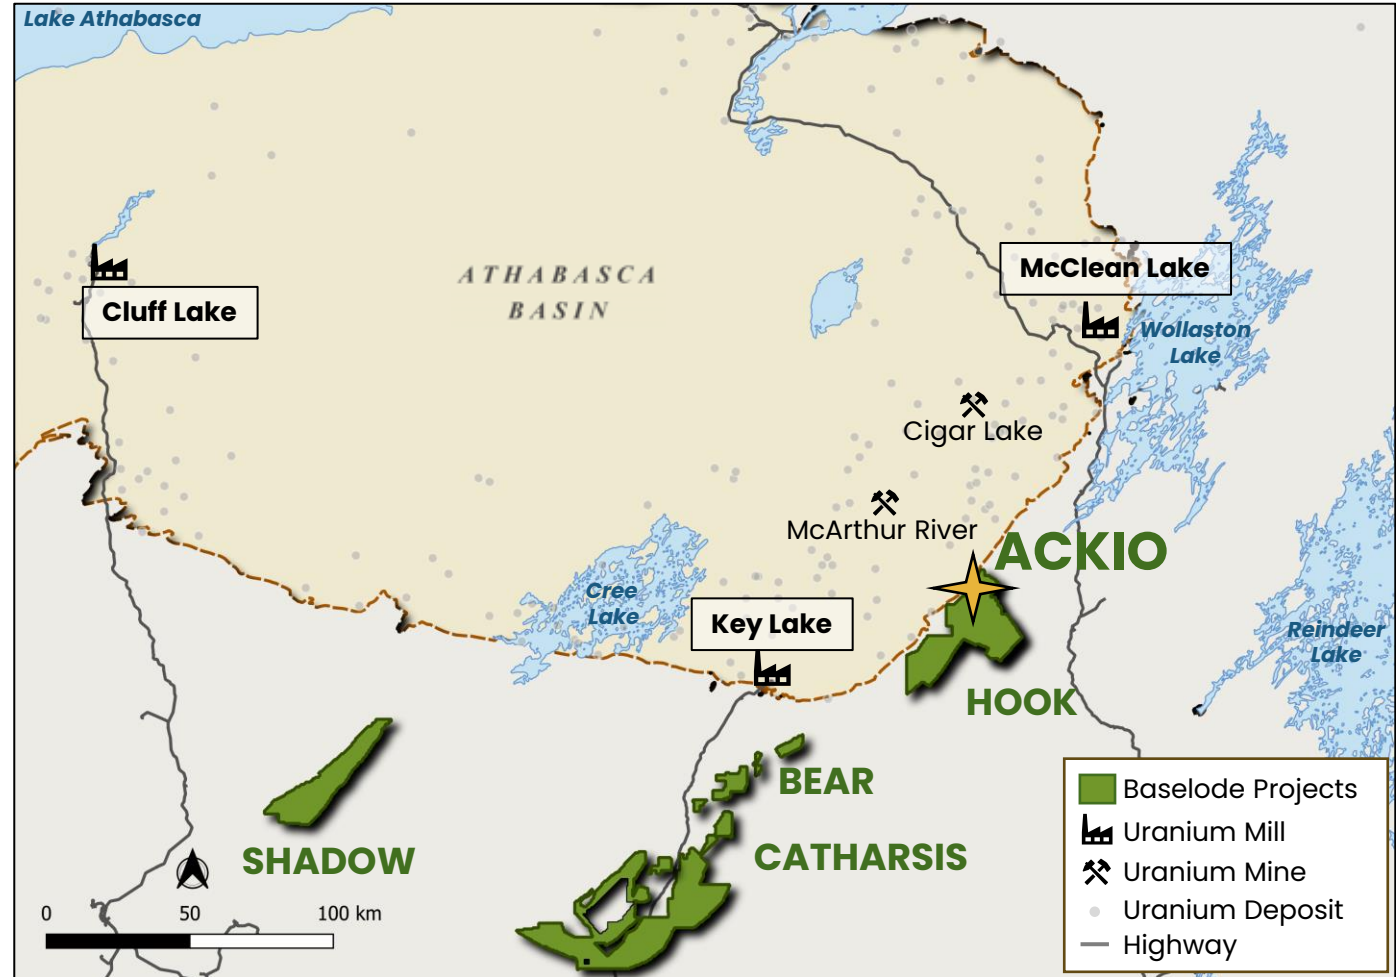 Lake Athabasca
ATHABASCA
BASIN
McClean Lake
Cluff Lake
Wollaston
Lake
Cigar Lake
McArthur River
ACKIO
Cree
Lake
Key Lake
Reindeer
Lake
HOOK
BEAR
CATHARSIS
SHADOW
0 50 100 km
Baselode Projects
Uranium Mill
Uranium Mine
Uranium Deposit
Highway